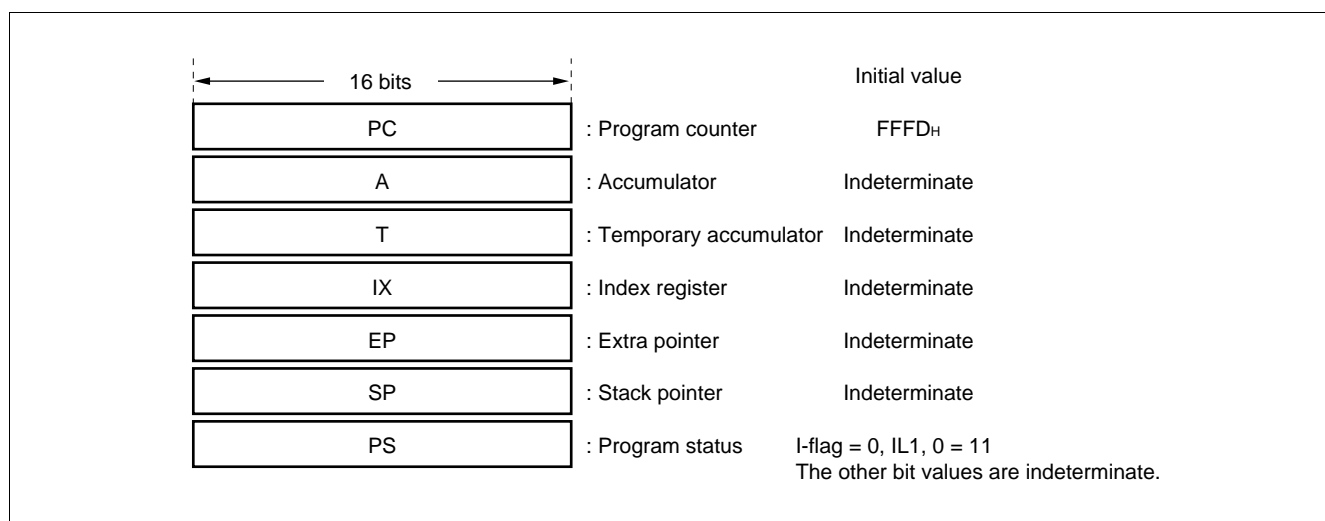 16 bits Initial value
PC : Program counter FFFDH
A : Accumulator Indeterminate
T : Temporary accumulator Indeterminate
IX : Index register Indeterminate
EP : Extra pointer Indeterminate
SP : Stack pointer Indeterminate
PS : Program status I-flag = 0, IL1, 0 = 11
The other bit values are indeterminate.